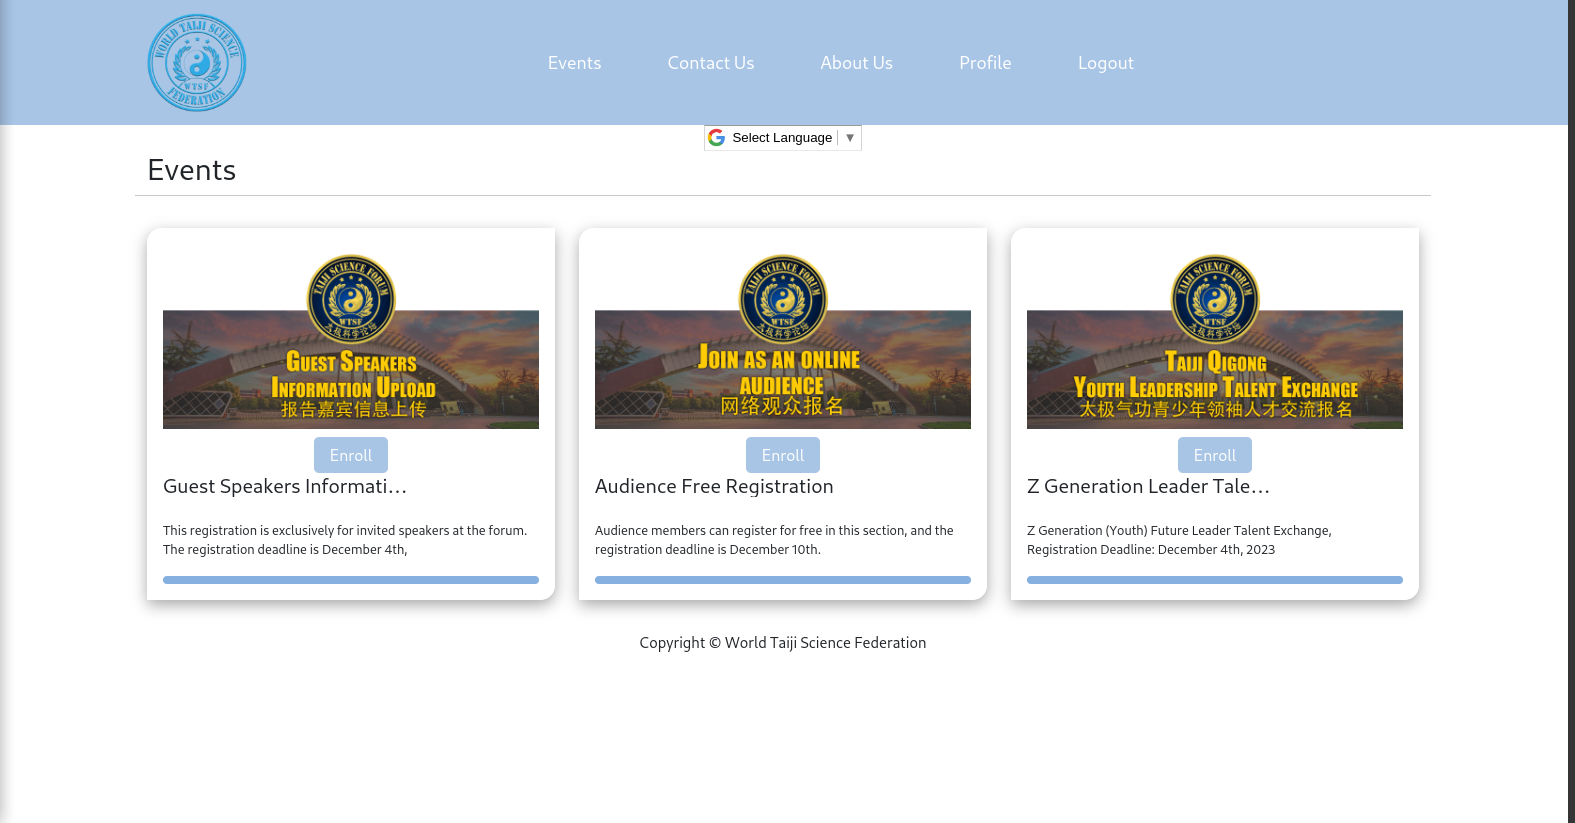 WORLD TAIJI SCIENCE
WTSF
FEDERATION
Events
Contact Us
About Us
Profile
Logout
Select Language ▼
Events
TAIJI SCIENCE FORUM
WTSF
太极科学论坛
GUEST SPEAKERS
INFORMATION UPLOAD
报告嘉宾信息上传
Enroll
Guest Speakers Informati...
This registration is exclusively for invited speakers at the forum.
The registration deadline is December 4th,
TAIJI SCIENCE FORUM
WTSF
太极科学论坛
JOIN AS AN ONLINE
AUDIENCE
网络观众报名
Enroll
Audience Free Registration
Audience members can register for free in this section, and the
registration deadline is December 10th.
TAIJI SCIENCE FORUM
WTSF
太极科学论坛
TAIJI QIGONG
YOUTH LEADERSHIP TALENT EXCHANGE
太极气功青少年领袖人才交流报名
Enroll
Z Generation Leader Tale...
Z Generation (Youth) Future Leader Talent Exchange,
Registration Deadline: December 4th, 2023
Copyright © World Taiji Science Federation